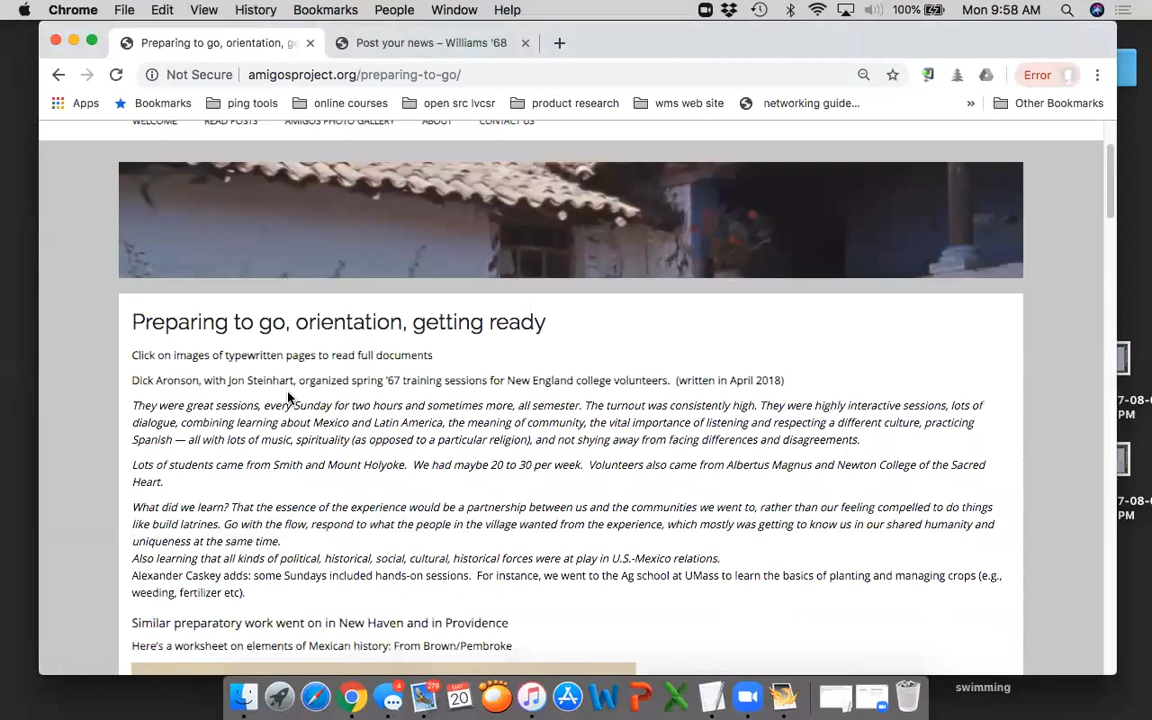 Chrome File Edit View History Bookmarks People Window Help 100% Mon 9:58 AM
Preparing to go, orientation, ge Post your news – Williams '68
Not Secure amigosproject.org/preparing-to-go/ Error
Apps Bookmarks ping tools online courses open src lvcsr product research wms web site networking guide... » Other Bookmarks
WELCOME READ POSTS AMIGOS PHOTO GALLERY ABOUT CONTACT US
Preparing to go, orientation, getting ready
Click on images of typewritten pages to read full documents
Dick Aronson, with Jon Steinhart, organized spring '67 training sessions for New England college volunteers. (written in April 2018)
They were great sessions, every Sunday for two hours and sometimes more, all semester. The turnout was consistently high. They were highly interactive sessions, lots of
dialogue, combining learning about Mexico and Latin America, the meaning of community, the vital importance of listening and respecting a different culture, practicing
Spanish — all with lots of music, spirituality (as opposed to a particular religion), and not shying away from facing differences and disagreements.
Lots of students came from Smith and Mount Holyoke. We had maybe 20 to 30 per week. Volunteers also came from Albertus Magnus and Newton College of the Sacred
Heart.
What did we learn? That the essence of the experience would be a partnership between us and the communities we went to, rather than our feeling compelled to do things
like build latrines. Go with the flow, respond to what the people in the village wanted from the experience, which mostly was getting to know us in our shared humanity and
uniqueness at the same time.
Also learning that all kinds of political, historical, social, cultural, historical forces were at play in U.S.-Mexico relations.
Alexander Caskey adds: some Sundays included hands-on sessions. For instance, we went to the Ag school at UMass to learn the basics of planting and managing crops (e.g.,
weeding, fertilizer etc).
Similar preparatory work went on in New Haven and in Providence
Here's a worksheet on elements of Mexican history: From Brown/Pembroke
7-08-
PM
7-08-
PM
4
278
20
swimming